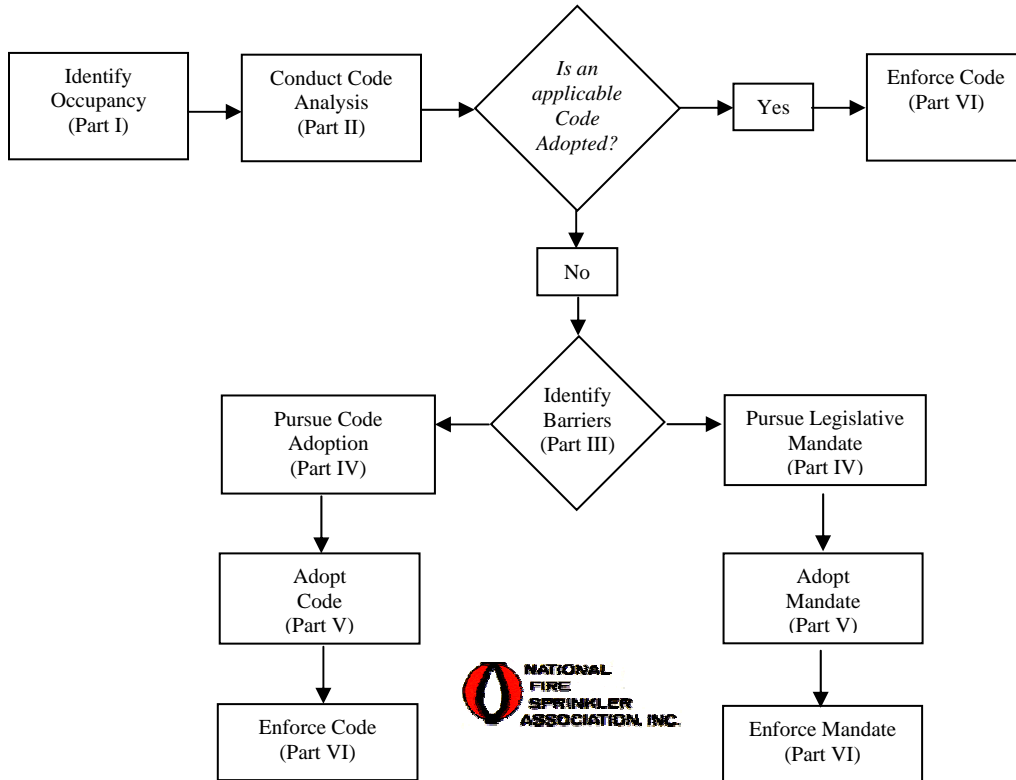 Identify
Occupancy
(Part I)
Conduct Code
Analysis
(Part II)
Is an
applicable
Code
Adopted?
Yes
Enforce Code
(Part VI)
No
Identify
Barriers
(Part III)
Pursue Code
Adoption
(Part IV)
Pursue Legislative
Mandate
(Part IV)
Adopt
Code
(Part V)
Adopt
Mandate
(Part V)
Enforce Code
(Part VI)
NATIONAL
FIRE
SPRINKLER
ASSOCIATION, INC.
Enforce Mandate
(Part VI)